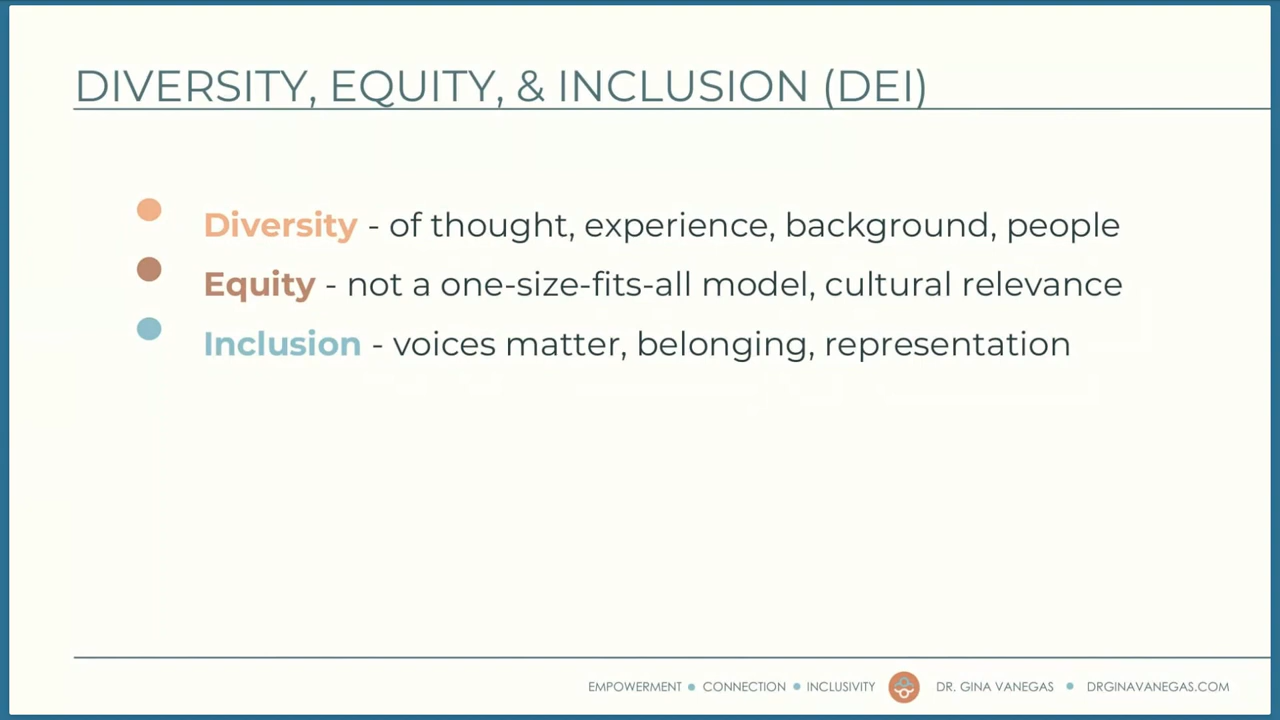 DIVERSITY, EQUITY, & INCLUSION (DEI)
Diversity - of thought, experience, background, people
Equity - not a one-size-fits-all model, cultural relevance
Inclusion - voices matter, belonging, representation
EMPOWERMENT • CONNECTION • INCLUSIVITY DR. GINA VANEGAS • DRGINAVANEGAS.COM